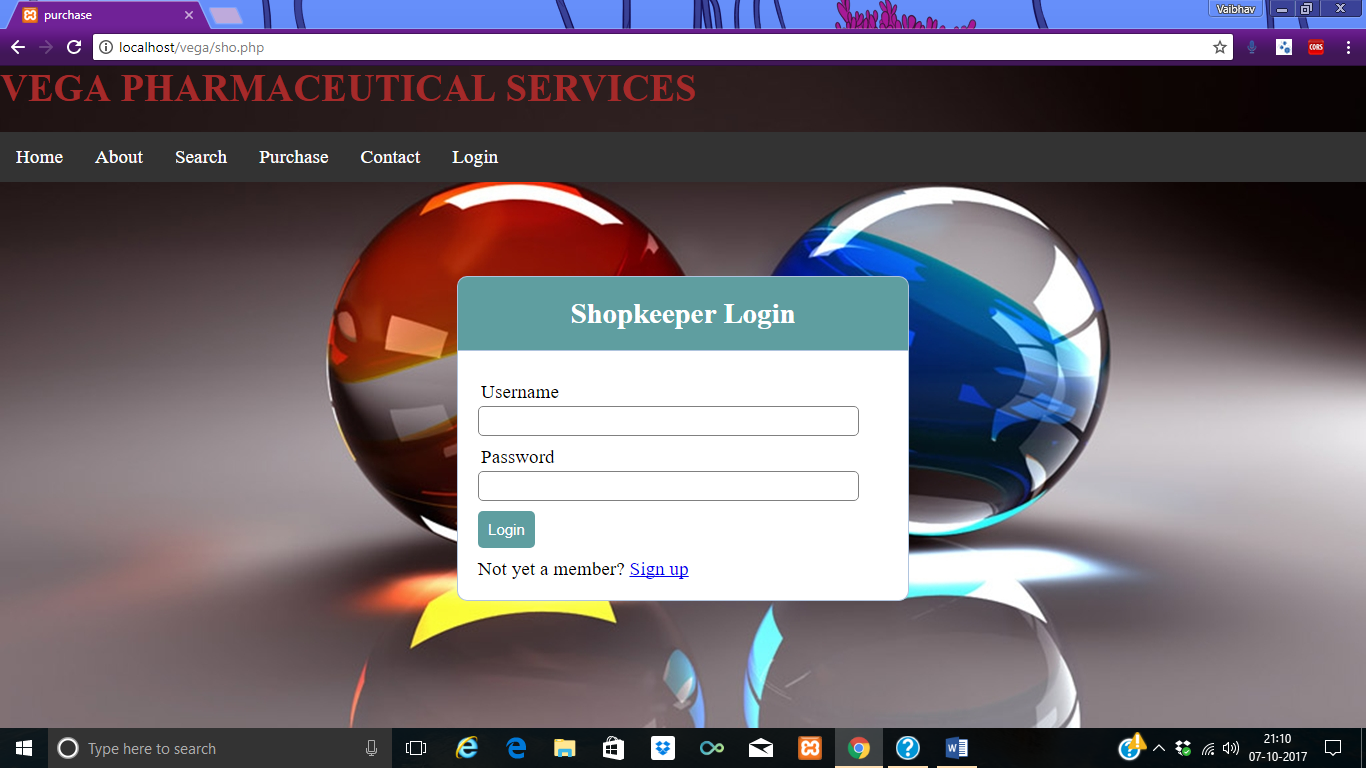 purchase
Vaibhav
localhost/vega/sho.php
CORS
VEGA PHARMACEUTICAL SERVICES
Home About Search Purchase Contact Login
Shopkeeper Login
Username
Password
Login
Not yet a member? Sign up
Type here to search
21:10
07-10-2017